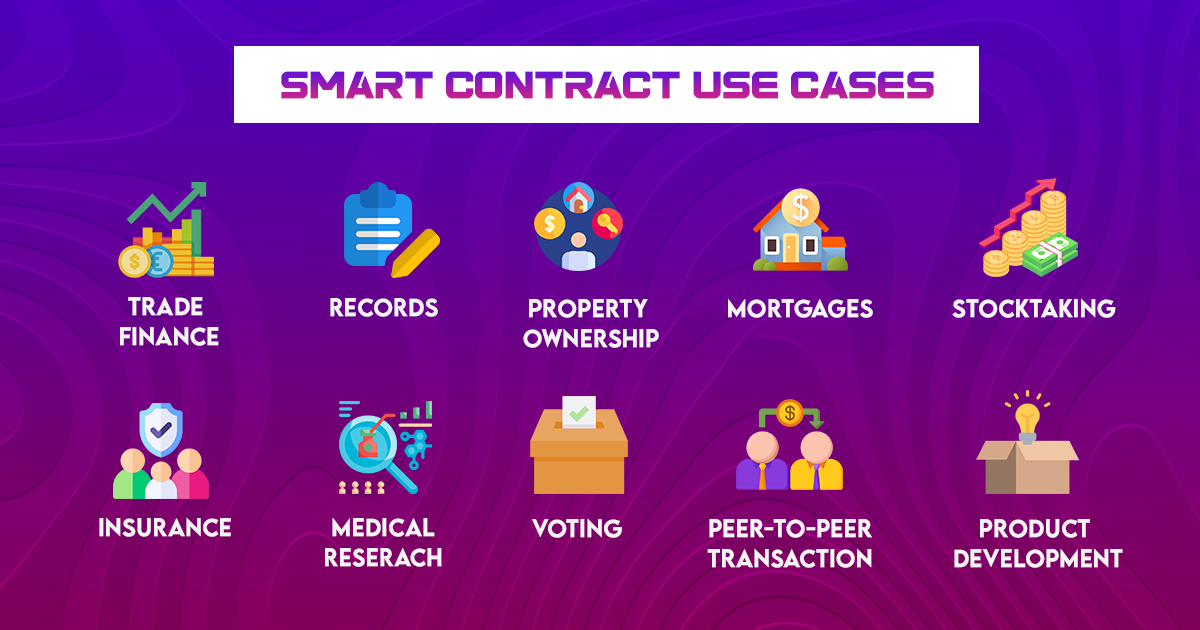 SMART CONTRACT USE CASES
TRADE
FINANCE
RECORDS
PROPERTY
OWNERSHIP
MORTGAGES
STOCKTAKING
INSURANCE
MEDICAL
RESERACH
VOTING
PEER-TO-PEER
TRANSACTION
PRODUCT
DEVELOPMENT